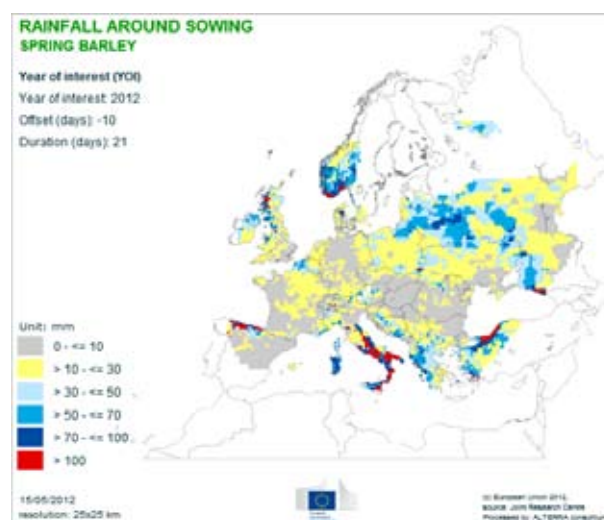 RAINFALL AROUND SOWING
SPRING BARLEY
Year of interest (YOI)
Year of interest: 2012
Offset (days): -10
Duration (days): 21
Unit: mm
0 - <= 10
> 10 - <= 30
> 30 - <= 50
> 50 - <= 70
> 70 - <= 100
> 100
15/05/2012
resolution: 25x25 km
(c) European Union 2012,
source: Joint Research Centre
Processed by: ALTERRA consortium